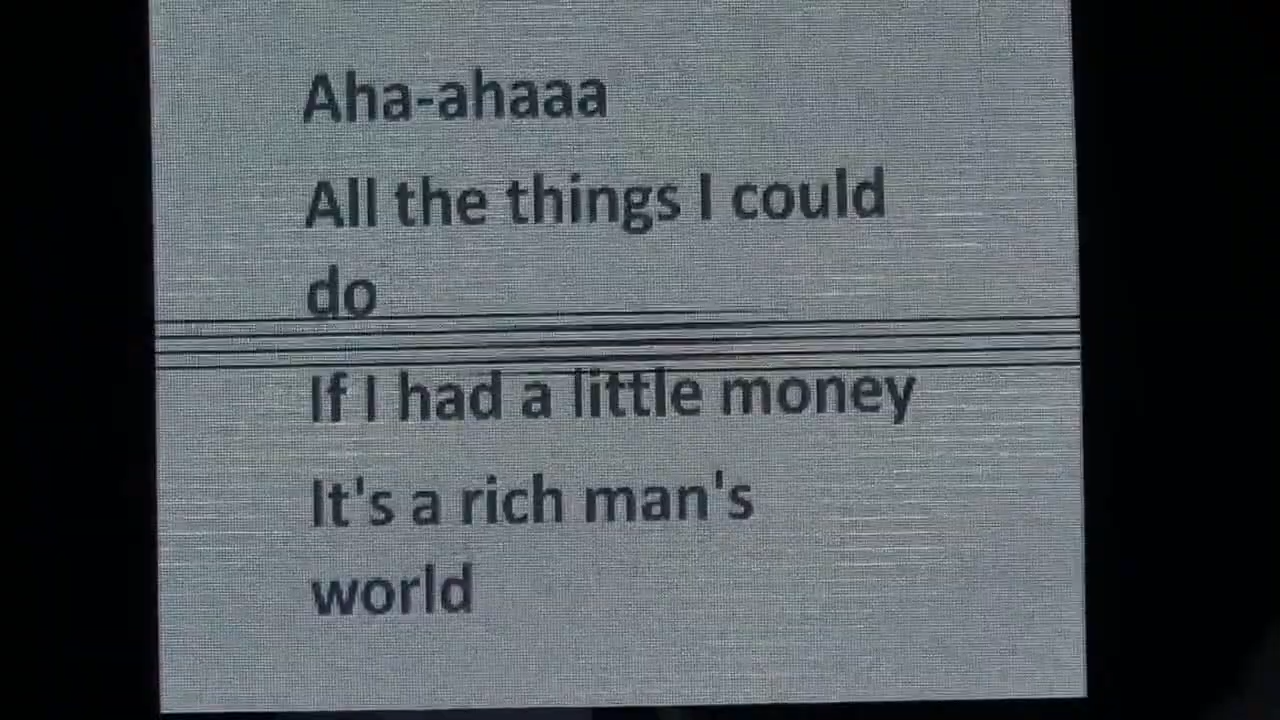 Aha-ahaaa
All the things I could
do
If I had a little money
It's a rich man's
world